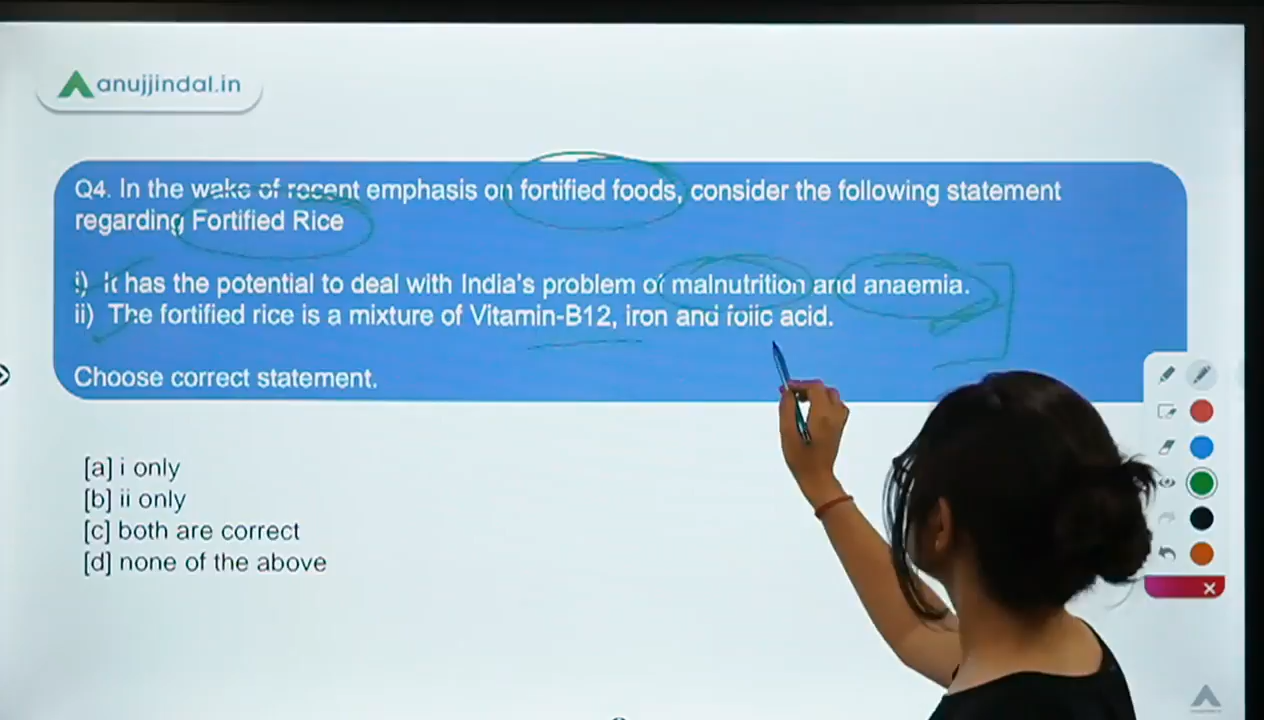 anujjindal.in
Q4. In the wake of recent emphasis on fortified foods, consider the following statement
regarding Fortified Rice
i) It has the potential to deal with India's problem of malnutrition and anaemia.
ii) The fortified rice is a mixture of Vitamin-B12, iron and folic acid.
Choose correct statement.
[a] i only
[b] ii only
[c] both are correct
[d] none of the above